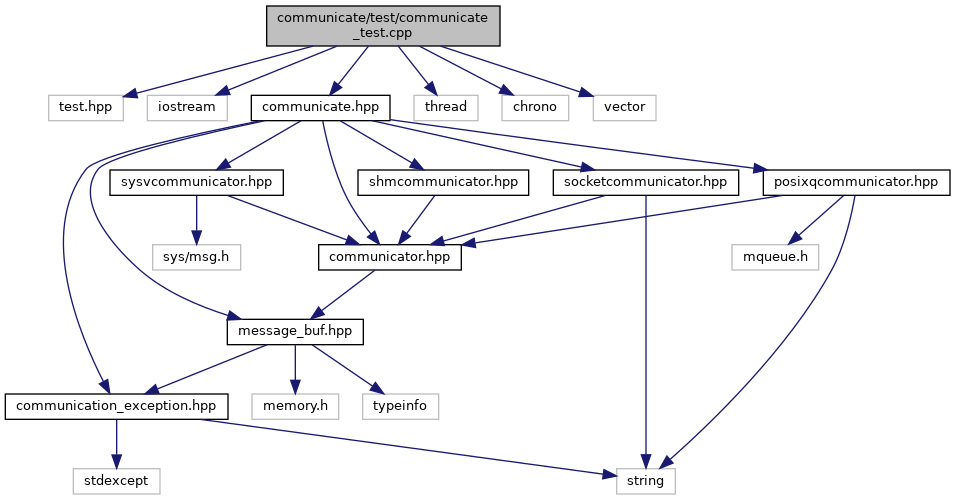 communicate/test/communicate
_test.cpp
test.hpp
iostream
communicate.hpp
thread
chrono
vector
sysvcommunicator.hpp
shmcommunicator.hpp
socketcommunicator.hpp
posixqcommunicator.hpp
sys/msg.h
communicator.hpp
mqueue.h
message_buf.hpp
communication_exception.hpp
memory.h
typeinfo
stdexcept
string